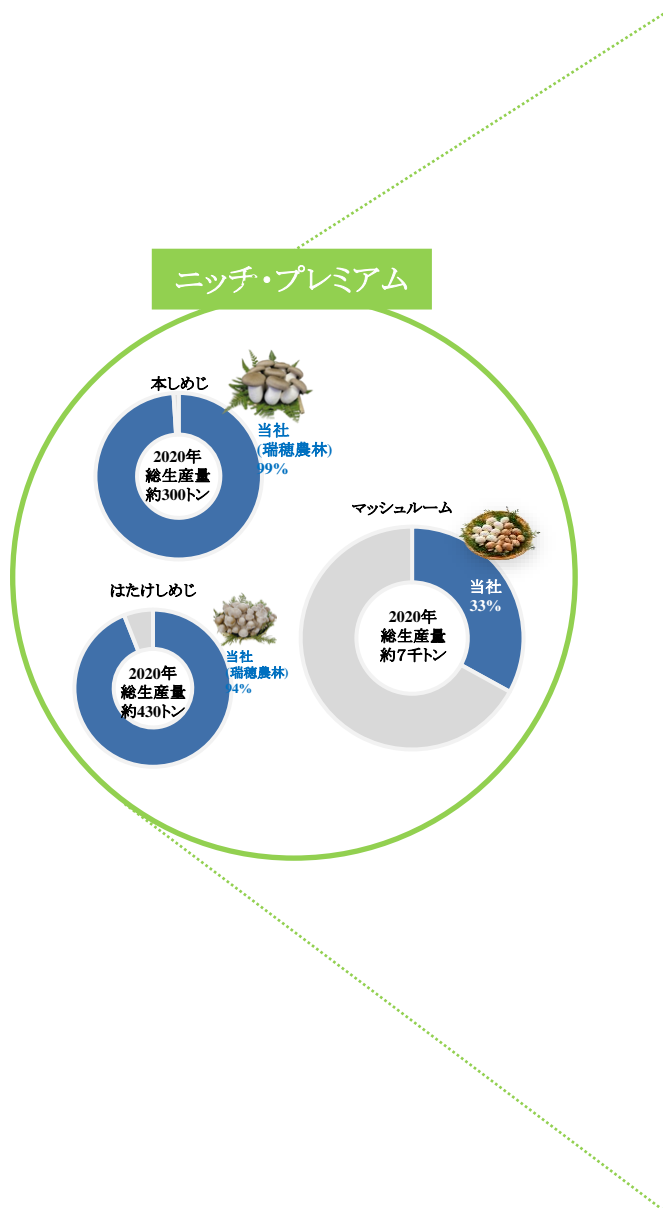 ニッチ・プレミアム
本しめじ
当社
(瑞穂農林)
99%
2020年
総生産量
約300トン
マッシュルーム
当社
33%
2020年
総生産量
約7千トン
はたけしめじ
当社
(瑞穂農林)
94%
2020年
総生産量
約430トン